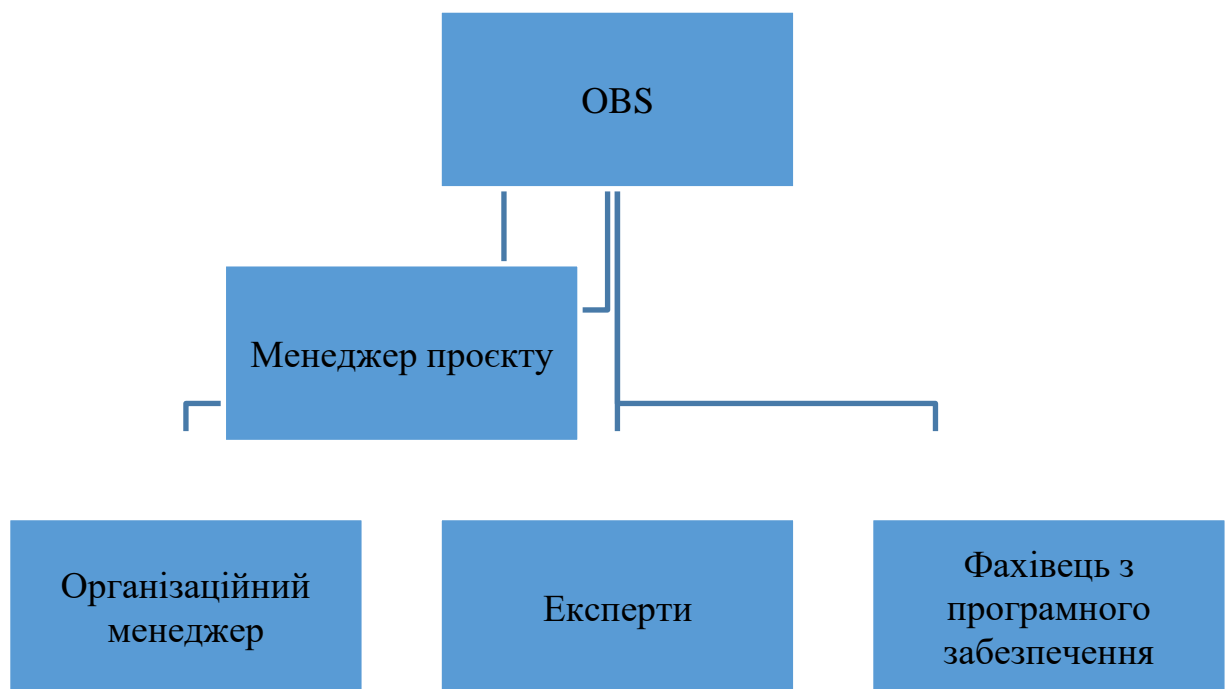 OBS
Менеджер проєкту
Організаційний
менеджер
Експерти
Фахівець з
програмного
забезпечення